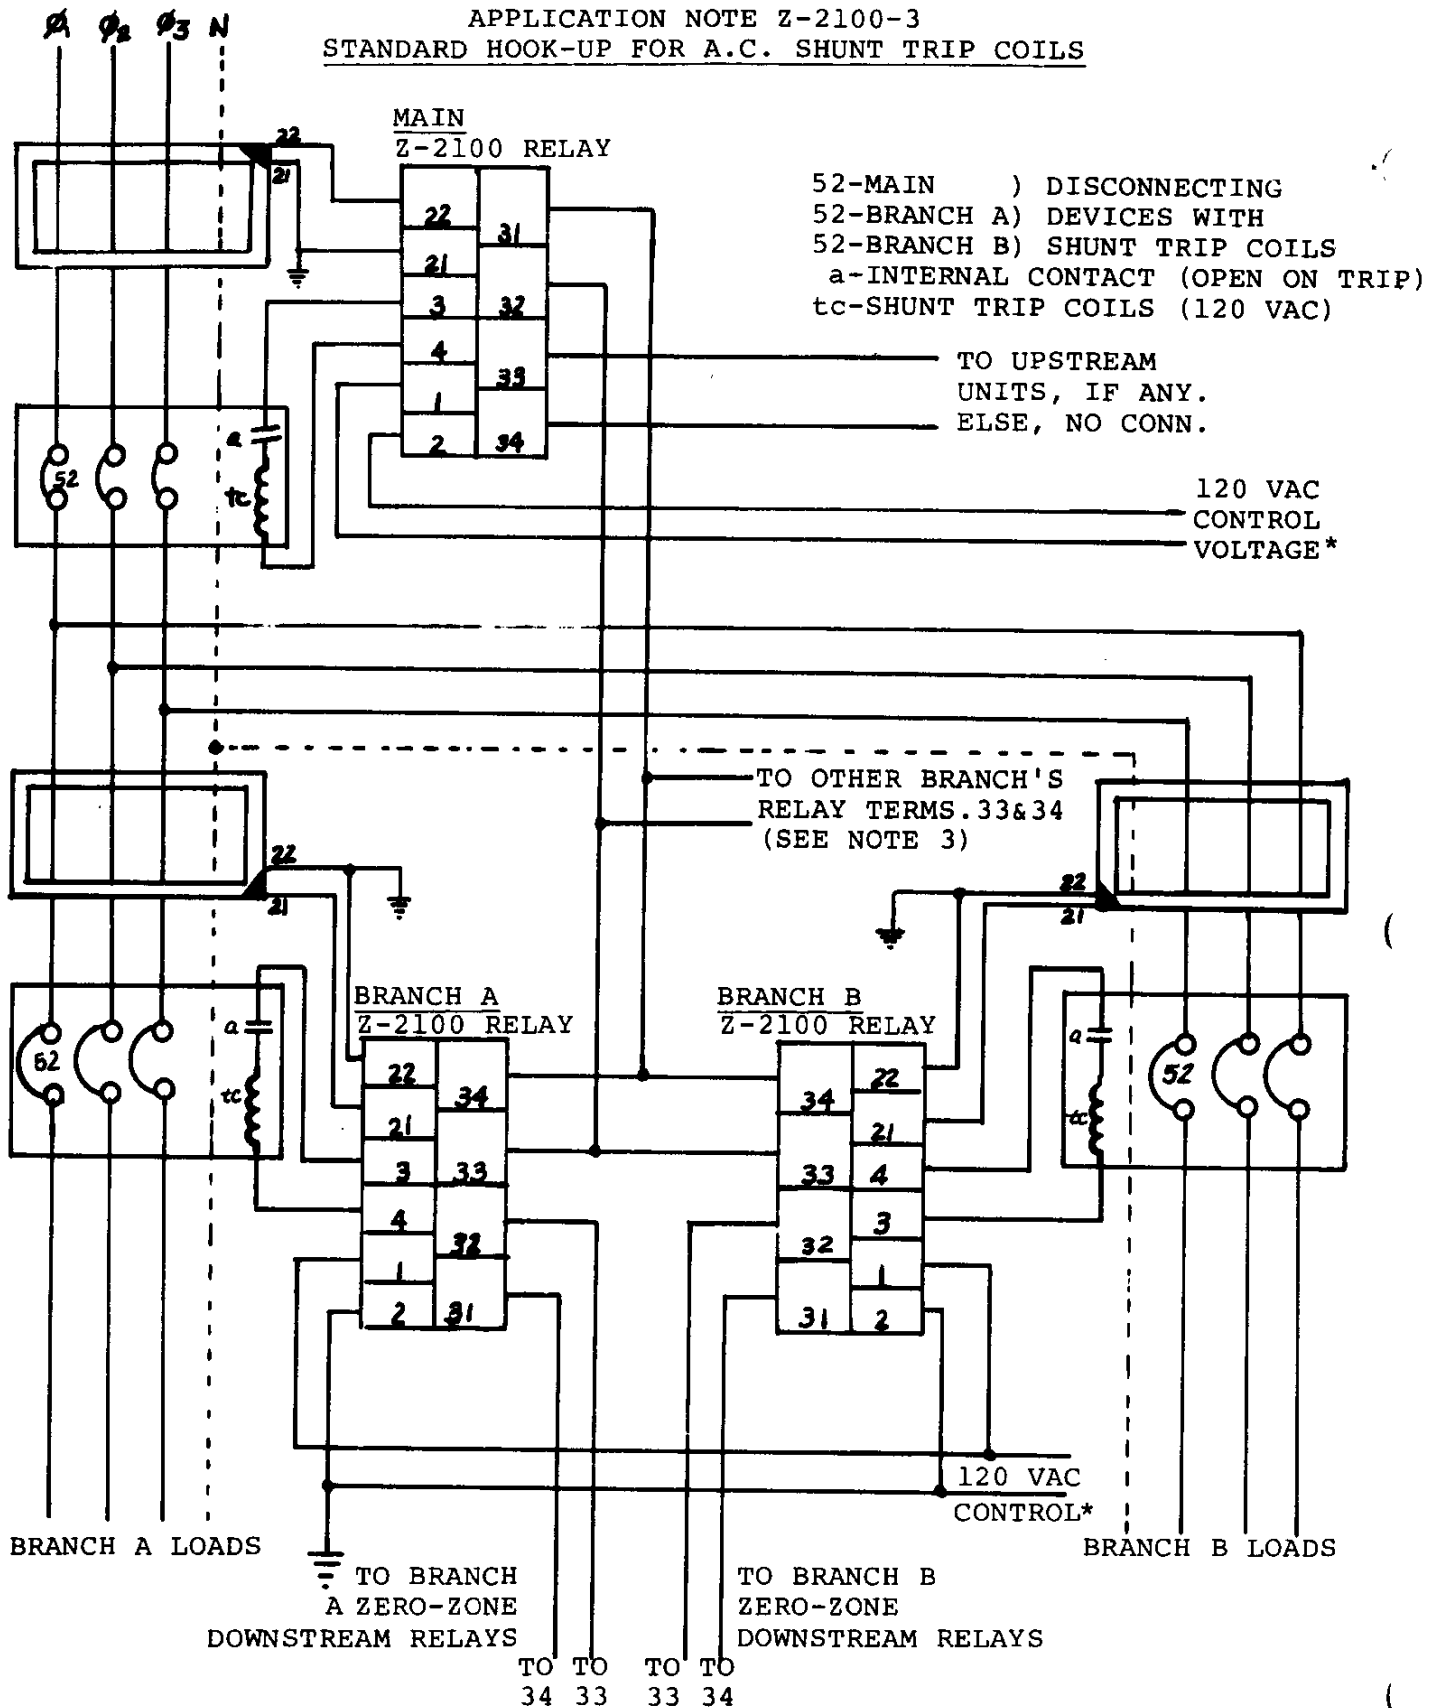 APPLICATION NOTE Z-2100-3
STANDARD HOOK-UP FOR A.C. SHUNT TRIP COILS
Ø1 Ø2 Ø3 N
22
21
MAIN
Z-2100 RELAY
22 31
21
3 32
4
33
1
2 34
52-MAIN ) DISCONNECTING
52-BRANCH A) DEVICES WITH
52-BRANCH B) SHUNT TRIP COILS
a-INTERNAL CONTACT (OPEN ON TRIP)
tc-SHUNT TRIP COILS (120 VAC)
TO UPSTREAM
UNITS, IF ANY.
ELSE, NO CONN.
a
52
tc
120 VAC
CONTROL
VOLTAGE*
TO OTHER BRANCH'S
RELAY TERMS.33&34
(SEE NOTE 3)
22
21
22
21
BRANCH A
Z-2100 RELAY
BRANCH B
Z-2100 RELAY
a
52
tc
22 34
21
3 33
4
32
1
2 31
34 22
21
33 4
3
32
1
31 2
a
52
tc
120 VAC
CONTROL*
BRANCH A LOADS
BRANCH B LOADS
TO BRANCH
A ZERO-ZONE
DOWNSTREAM RELAYS
TO BRANCH B
ZERO-ZONE
DOWNSTREAM RELAYS
TO TO TO TO
34 33 33 34